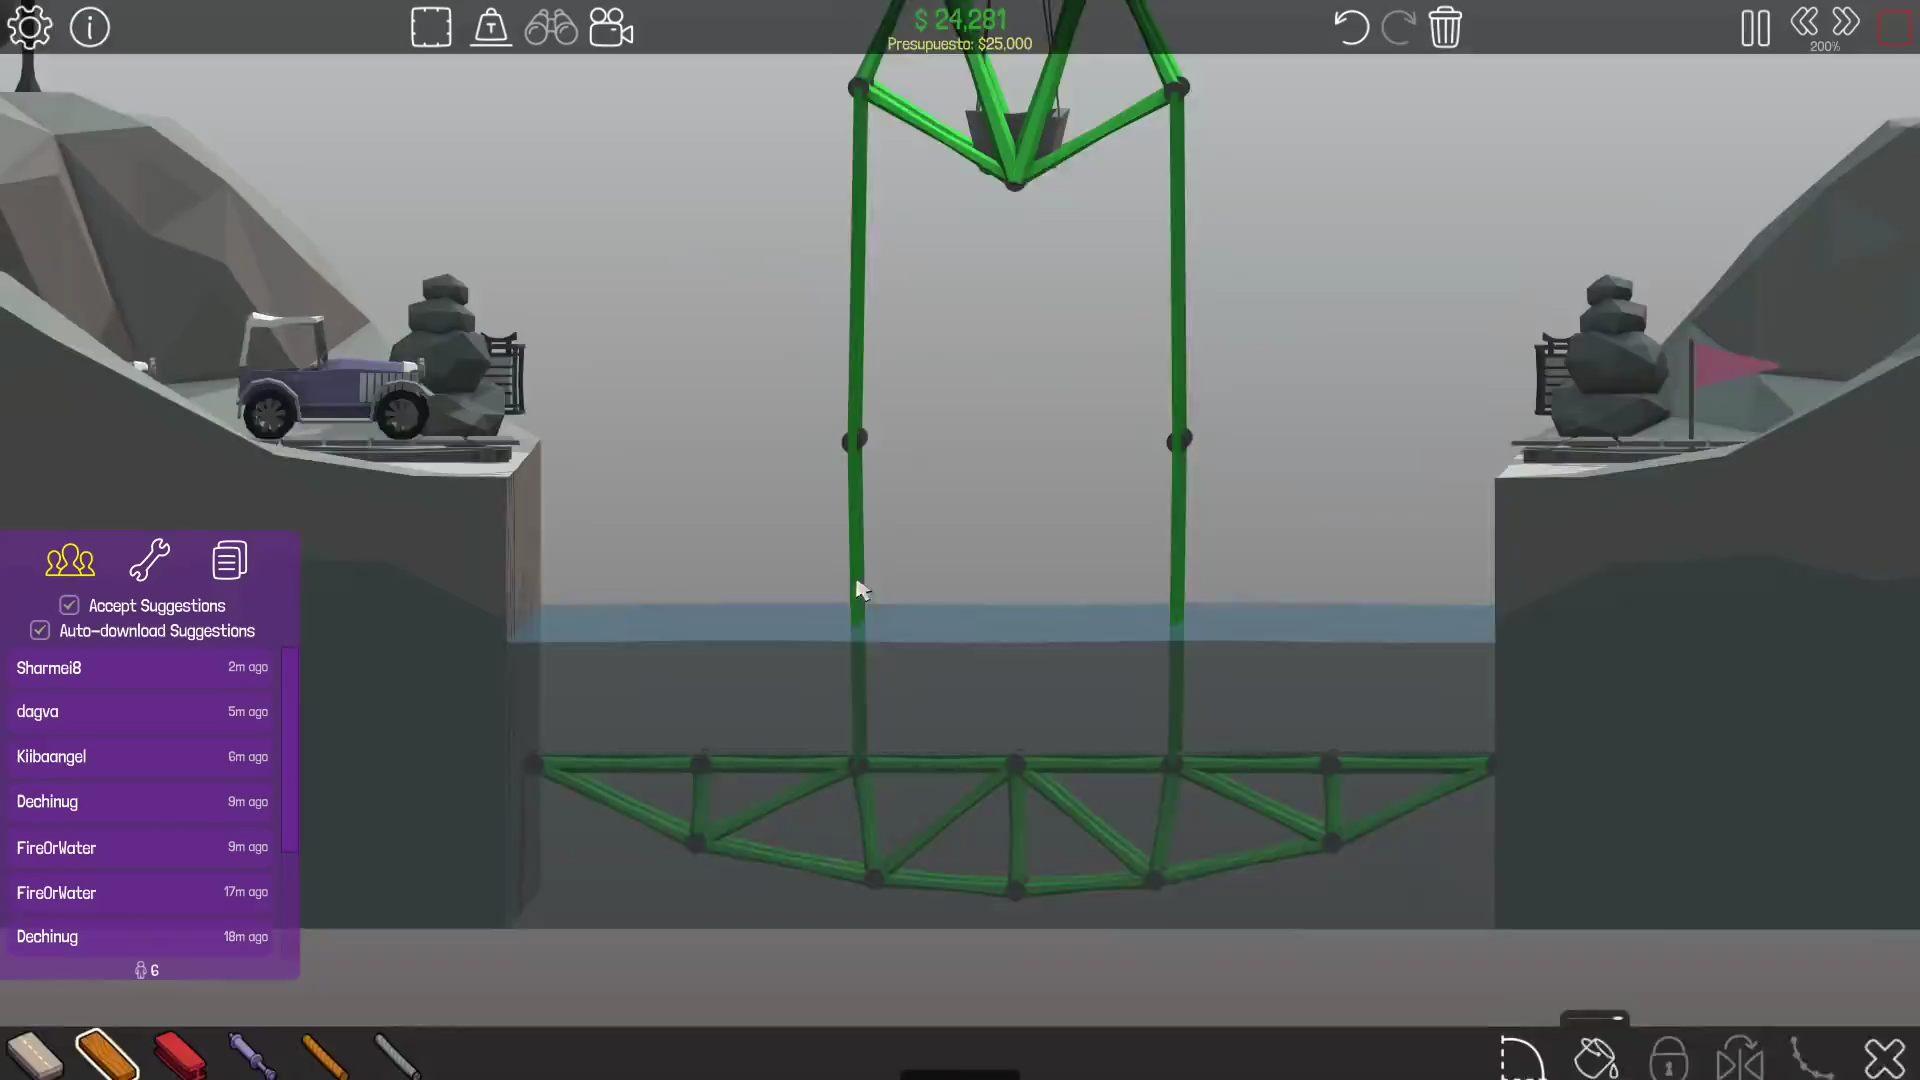 $ 24,281
Presupuesto: $25,000
200%
Accept Suggestions
Auto-download Suggestions
Sharmei8 2m ago
dagva 5m ago
Kiibaangel 6m ago
Dechinug 9m ago
FireOrWater 9m ago
FireOrWater 17m ago
Dechinug 18m ago
6